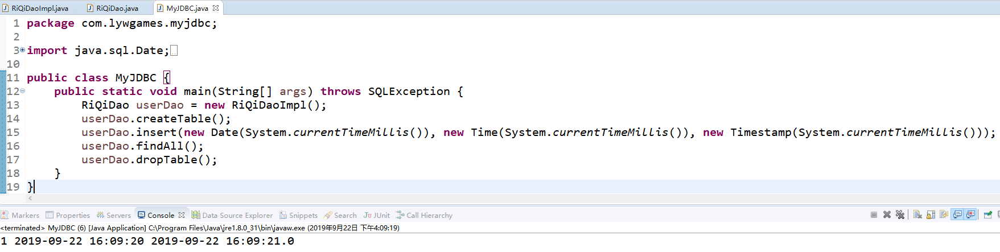 RiQiDaoImpl.java RiQiDao.java MyJDBC.java
1 package com.lywgames.myjdbc;
2
3 import java.sql.Date;
10
11 public class MyJDBC {
12 public static void main(String[] args) throws SQLException {
13 RiQiDao userDao = new RiQiDaoImpl();
14 userDao.createTable();
15 userDao.insert(new Date(System.currentTimeMillis()), new Time(System.currentTimeMillis()), new Timestamp(System.currentTimeMillis()));
16 userDao.findAll();
17 userDao.dropTable();
18 }
19 }
Markers Properties Servers Console Data Source Explorer Snippets Search JUnit Call Hierarchy
<terminated> MyJDBC (6) [Java Application] C:\Program Files\Java\jre1.8.0_31\bin\javaw.exe (2019年9月22日 下午4:09:19)
1 2019-09-22 16:09:20 2019-09-22 16:09:21.0